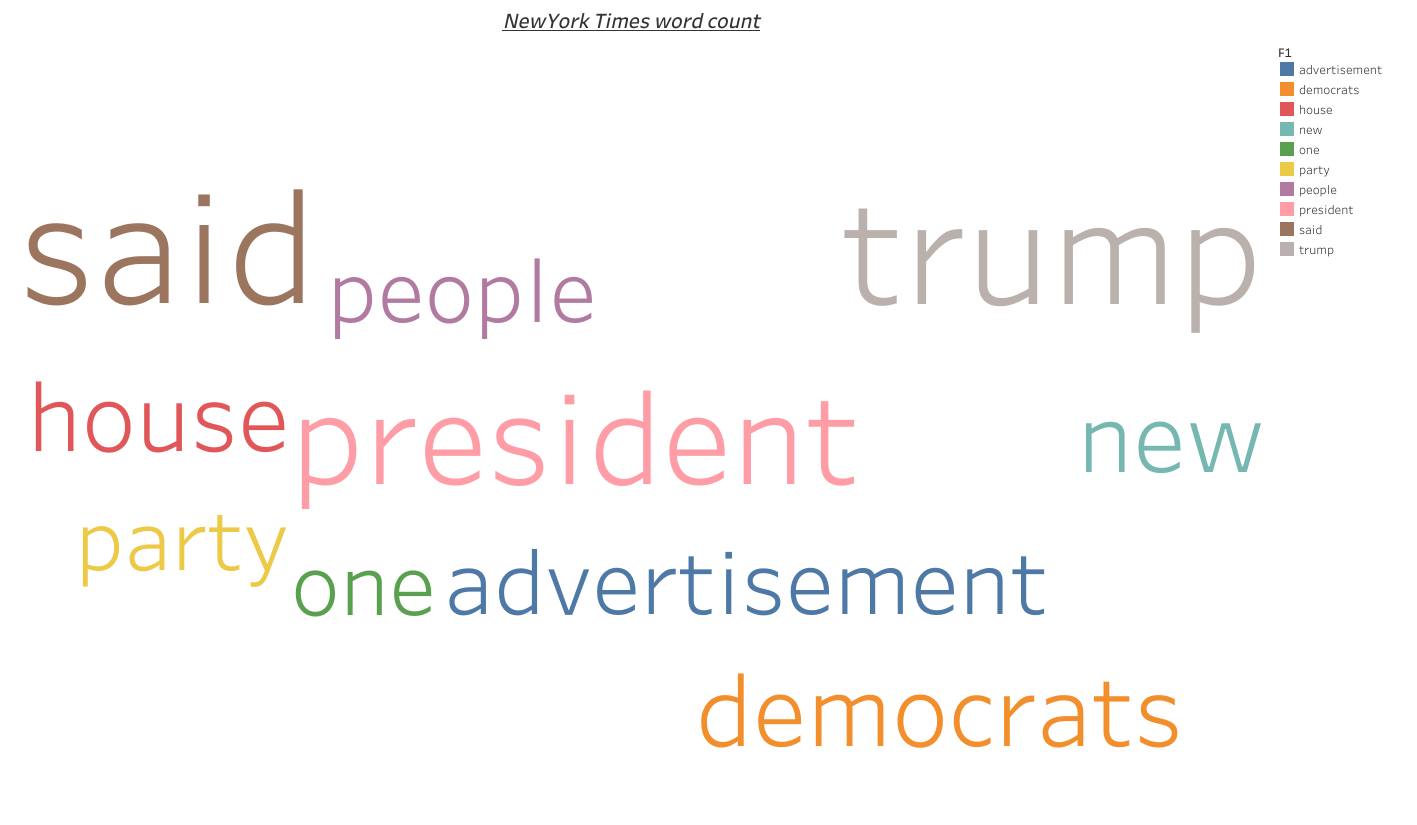 NewYork Times word count
F1
advertisement
democrats
house
new
one
party
people
president
said
trump
said
people
trump
house
president
new
party
one
advertisement
democrats